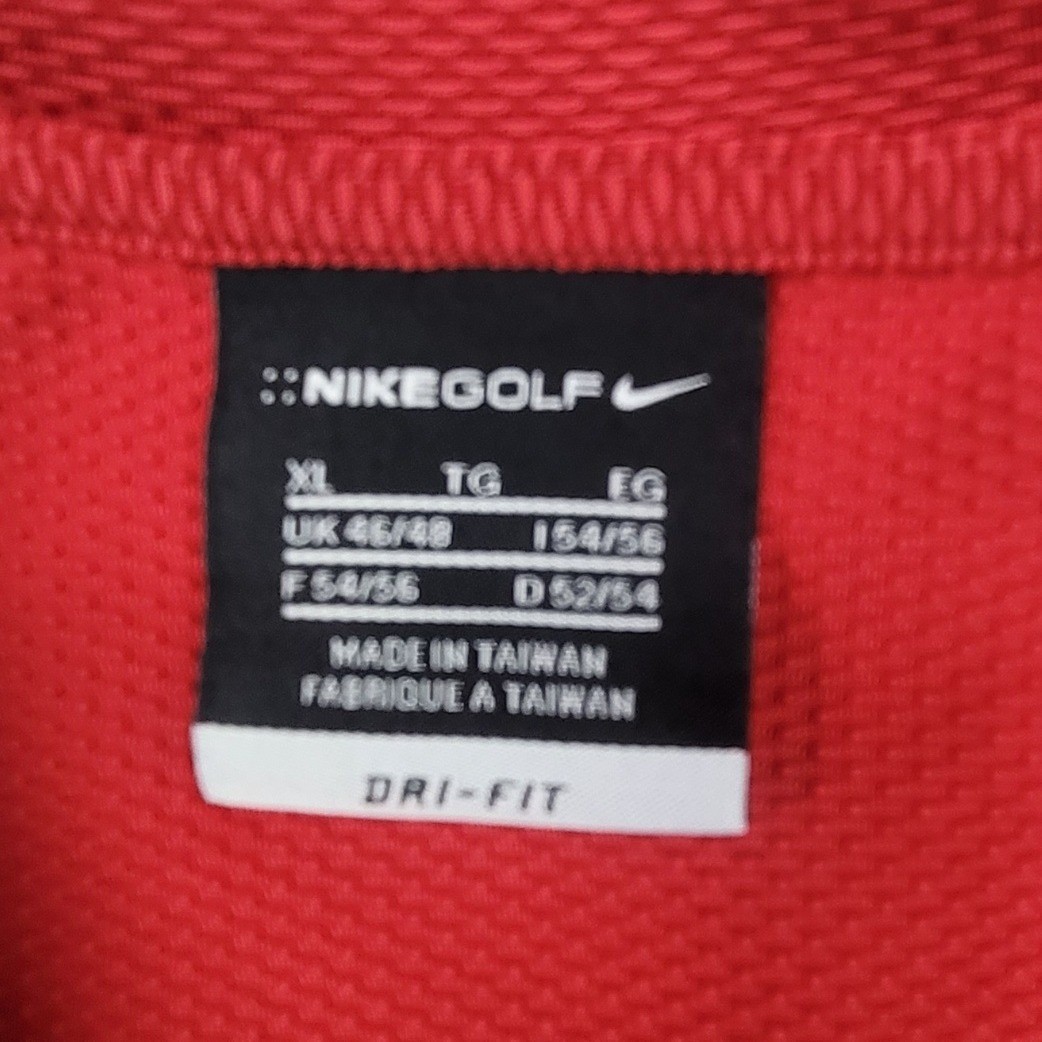 ::NIKEGOLF
XL TG EG
UK 46/48 I 54/56
F 54/56 D 52/54
MADE IN TAIWAN
FABRIQUE A TAIWAN
DRI-FIT